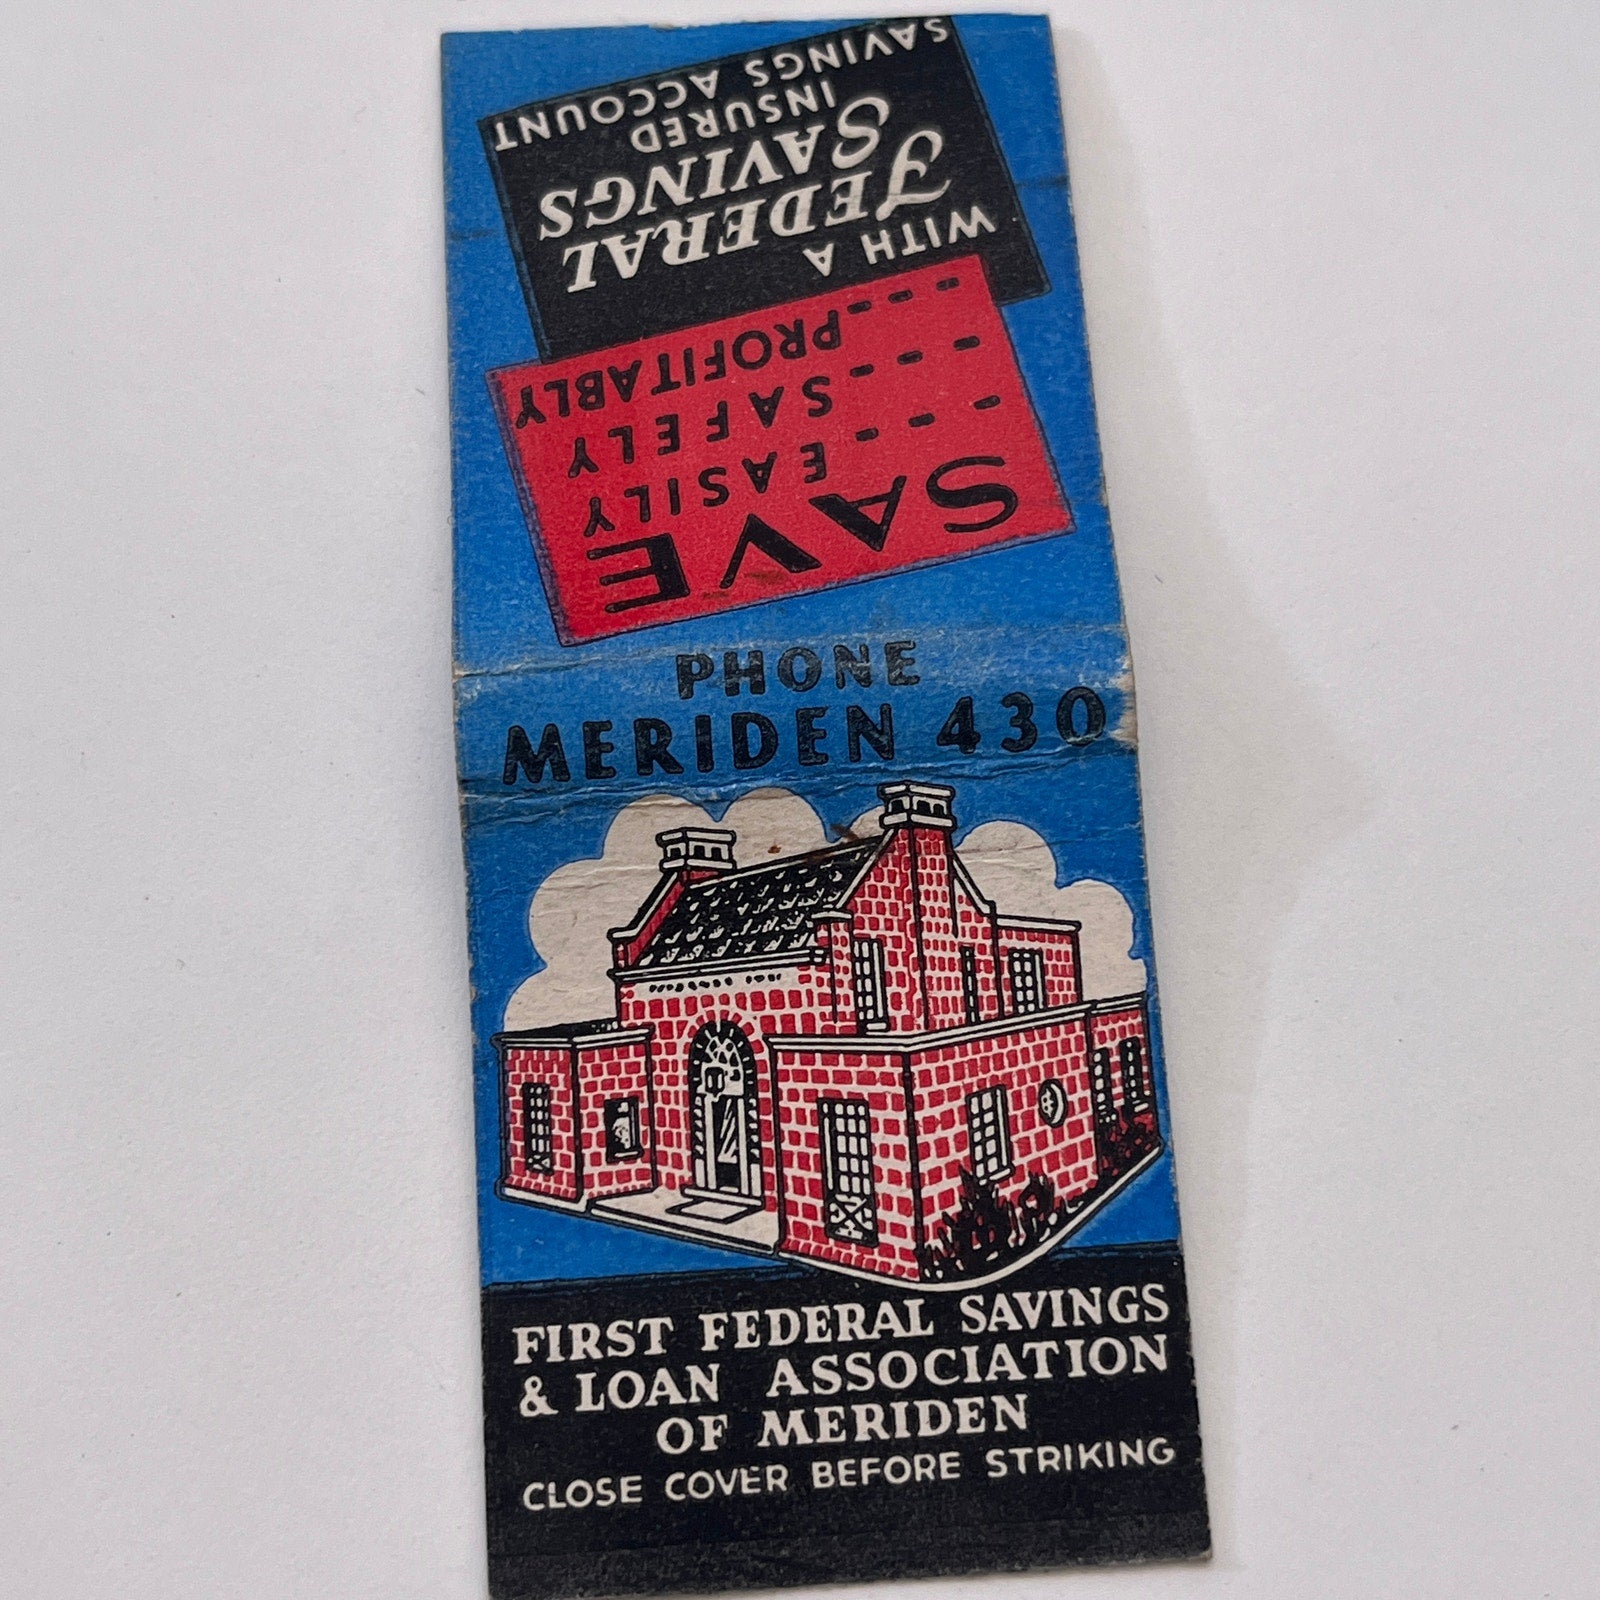 SAVE
--- EASILY
--- SAFELY
--- PROFITABLY
WITH A
FEDERAL
SAVINGS
INSURED
SAVINGS ACCOUNT
PHONE
MERIDEN 430
FIRST FEDERAL SAVINGS
& LOAN ASSOCIATION
OF MERIDEN
CLOSE COVER BEFORE STRIKING